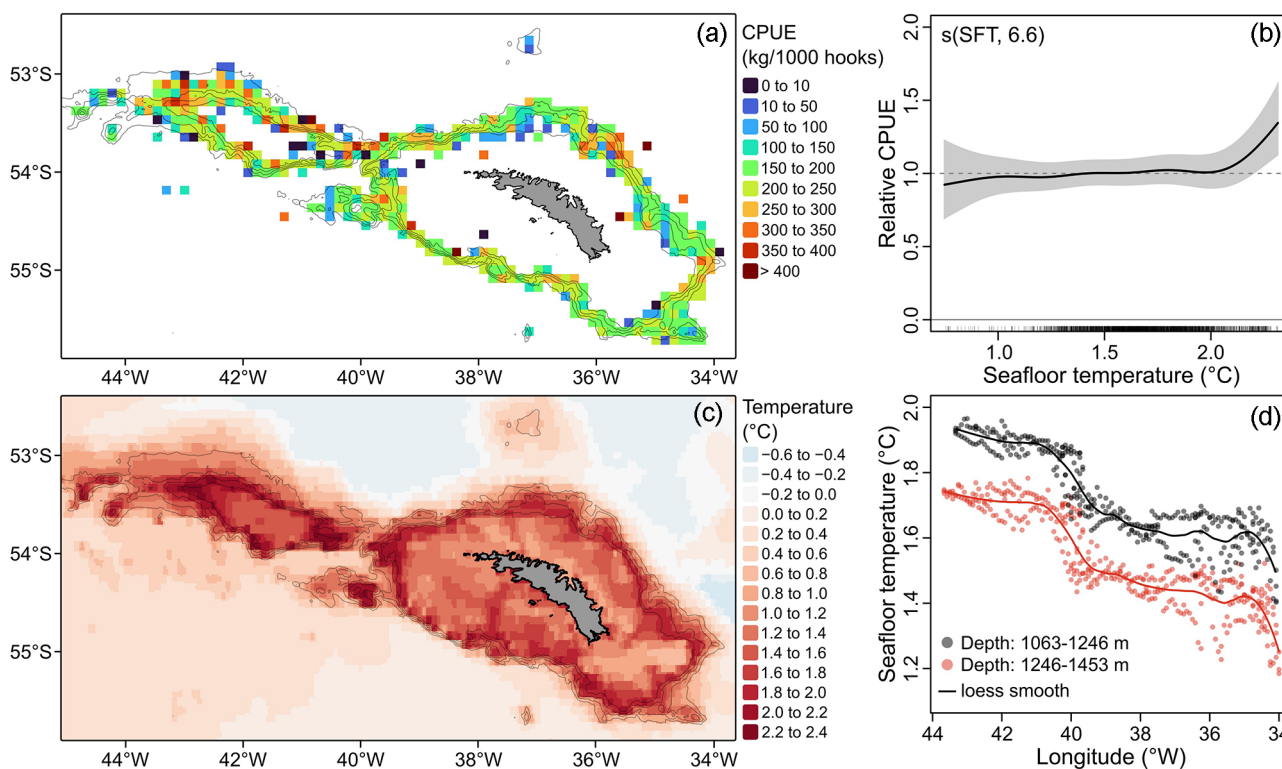 (a)
CPUE
(kg/1000 hooks)
0 to 10
10 to 50
50 to 100
100 to 150
150 to 200
200 to 250
250 to 300
300 to 350
350 to 400
> 400
53°S
54°S
55°S
44°W
42°W
40°W
38°W
36°W
34°W
(b)
s(SFT, 6.6)
Relative CPUE
2.0
1.5
1.0
0.5
0.0
1.0
1.5
2.0
Seafloor temperature (°C)
(c)
Temperature
(°C)
−0.6 to −0.4
−0.4 to −0.2
−0.2 to 0.0
0.0 to 0.2
0.2 to 0.4
0.4 to 0.6
0.6 to 0.8
0.8 to 1.0
1.0 to 1.2
1.2 to 1.4
1.4 to 1.6
1.6 to 1.8
1.8 to 2.0
2.0 to 2.2
2.2 to 2.4
53°S
54°S
55°S
44°W
42°W
40°W
38°W
36°W
34°W
(d)
Seafloor temperature (°C)
2.0
1.8
1.6
1.4
1.2
Depth: 1063-1246 m
Depth: 1246-1453 m
loess smooth
44
42
40
38
36
34
Longitude (°W)